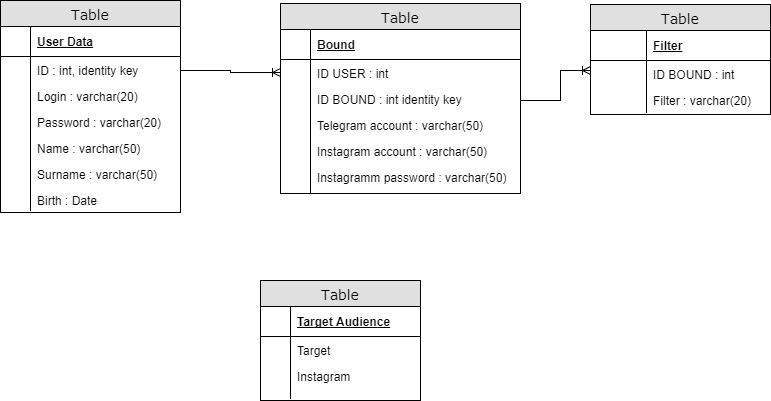 Table
User Data
ID : int, identity key
Login : varchar(20)
Password : varchar(20)
Name : varchar(50)
Surname : varchar(50)
Birth : Date
Table
Bound
ID USER : int
ID BOUND : int identity key
Telegram account : varchar(50)
Instagram account : varchar(50)
Instagramm password : varchar(50)
Table
Filter
ID BOUND : int
Filter : varchar(20)
Table
Target Audience
Target
Instagram